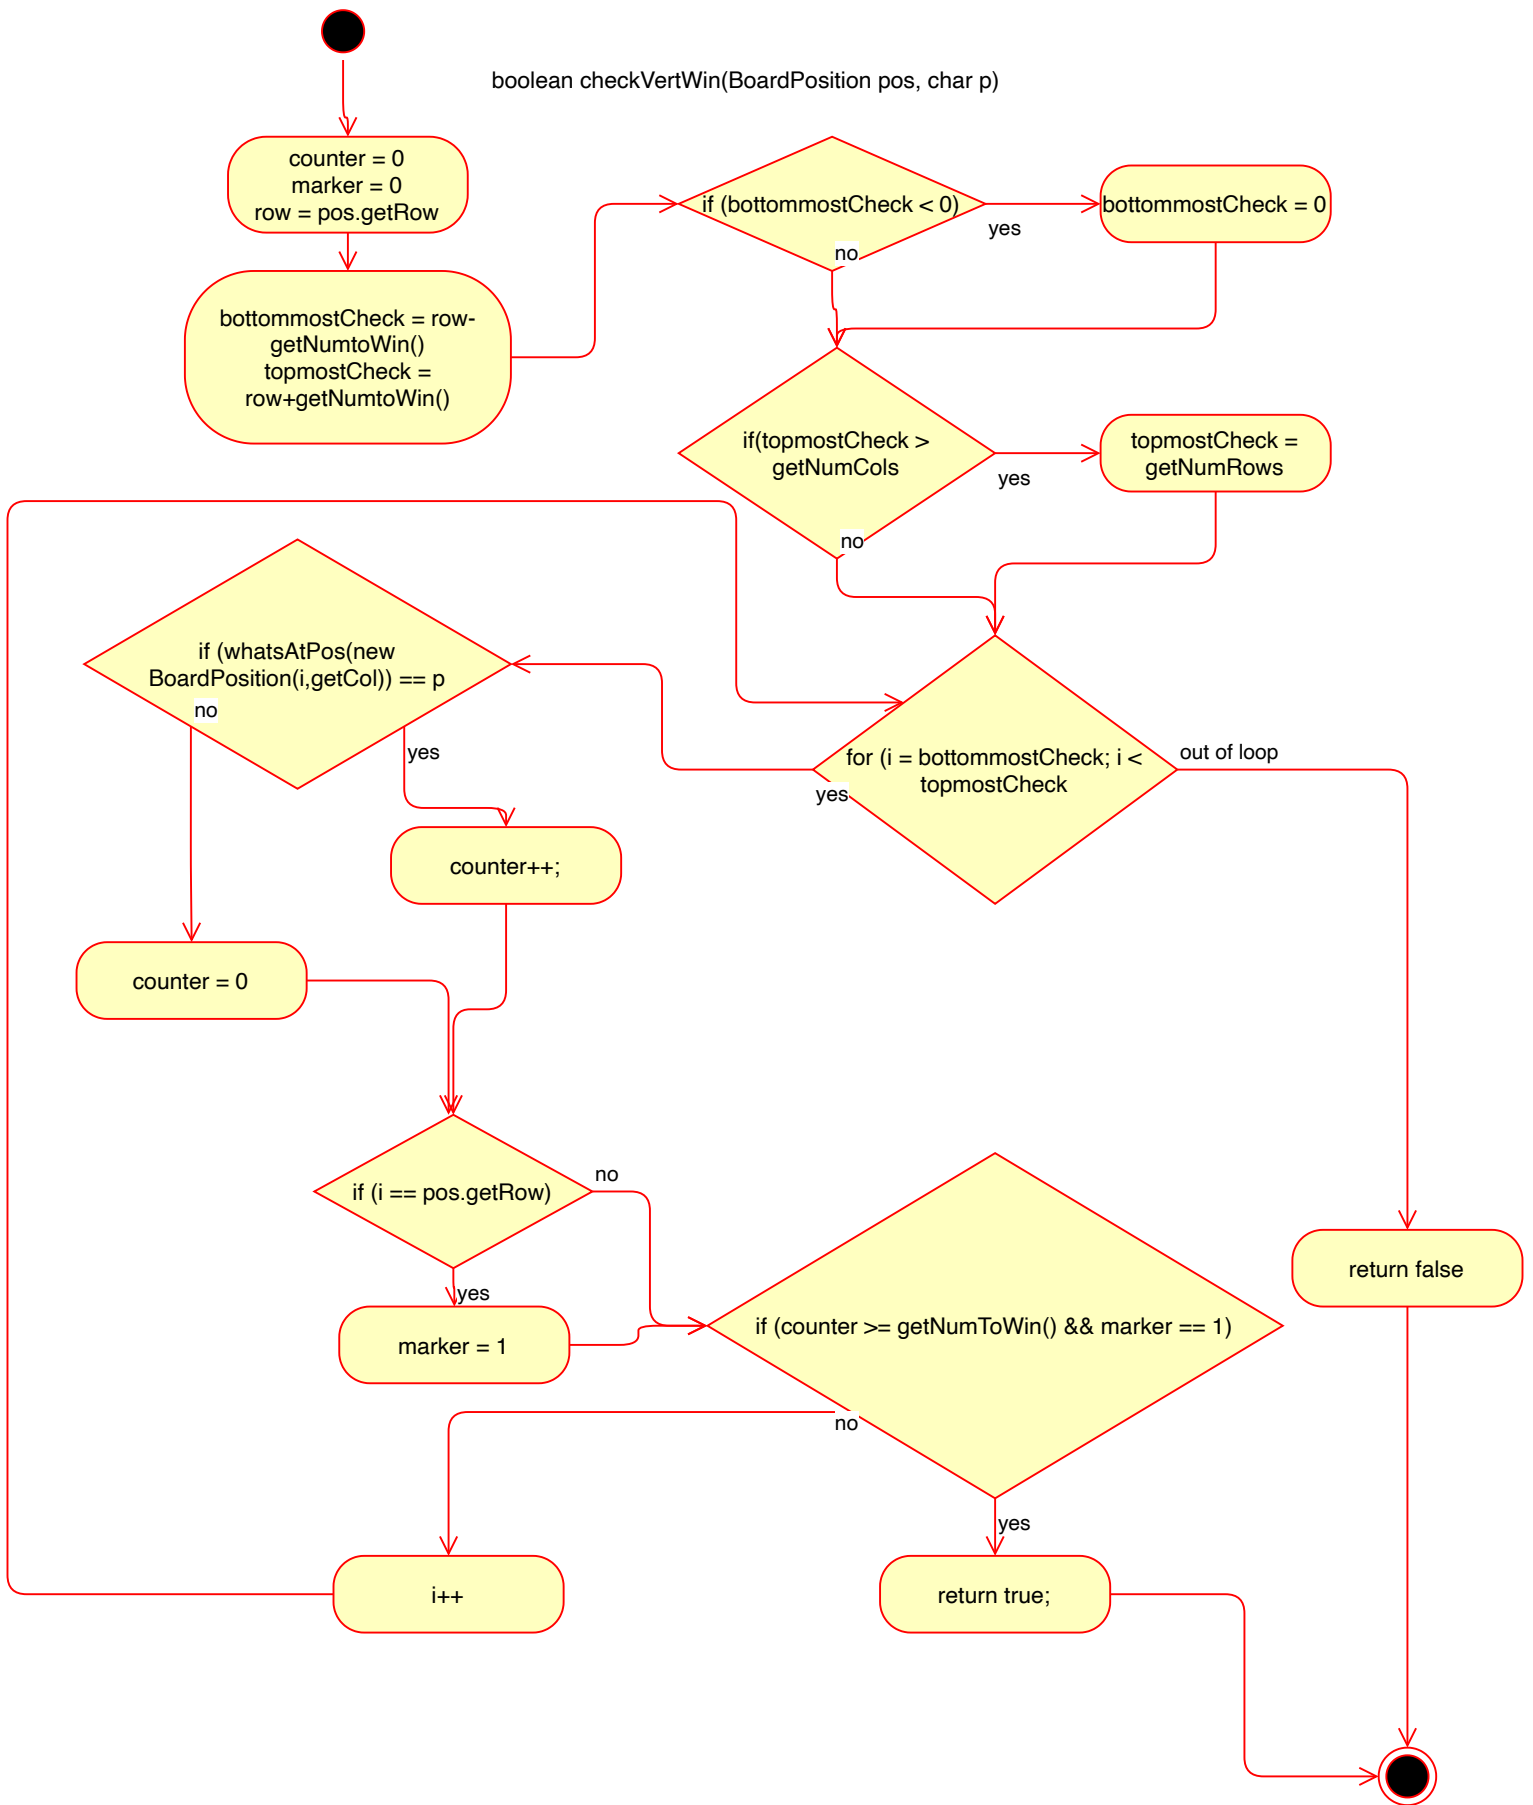 boolean checkVertWin(BoardPosition pos, char p)
counter = 0
marker = 0
row = pos.getRow
bottommostCheck = row-
getNumtoWin()
topmostCheck =
row+getNumtoWin()
if (bottommostCheck < 0)
yes
no
bottommostCheck = 0
if(topmostCheck >
getNumCols
yes
no
topmostCheck =
getNumRows
for (i = bottommostCheck; i <
topmostCheck
yes
out of loop
if (whatsAtPos(new
BoardPosition(i,getCol)) == p
no
yes
counter++;
counter = 0
if (i == pos.getRow)
no
yes
marker = 1
if (counter >= getNumToWin() && marker == 1)
no
yes
return false
i++
return true;